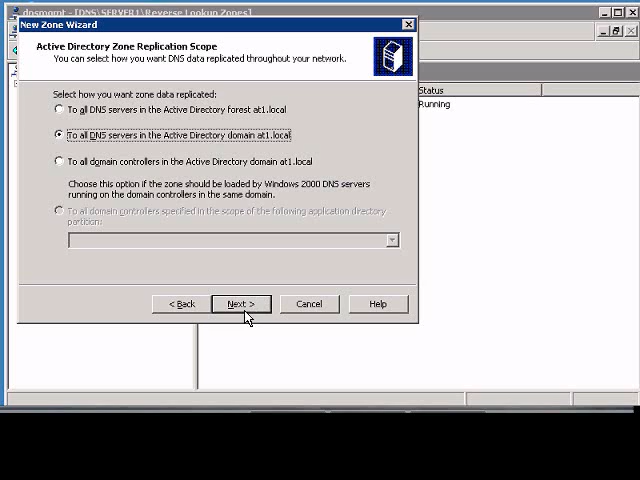 dnsmgmt - [DNS\SERVER1\Reverse Lookup Zones]
New Zone Wizard
Active Directory Zone Replication Scope
You can select how you want DNS data replicated throughout your network.
Status
Running
Select how you want zone data replicated:
To all DNS servers in the Active Directory forest at1.local
To all DNS servers in the Active Directory domain at1.local
To all domain controllers in the Active Directory domain at1.local
Choose this option if the zone should be loaded by Windows 2000 DNS servers
running on the domain controllers in the same domain.
To all domain controllers specified in the scope of the following application directory
partition:
< Back
Next >
Cancel
Help